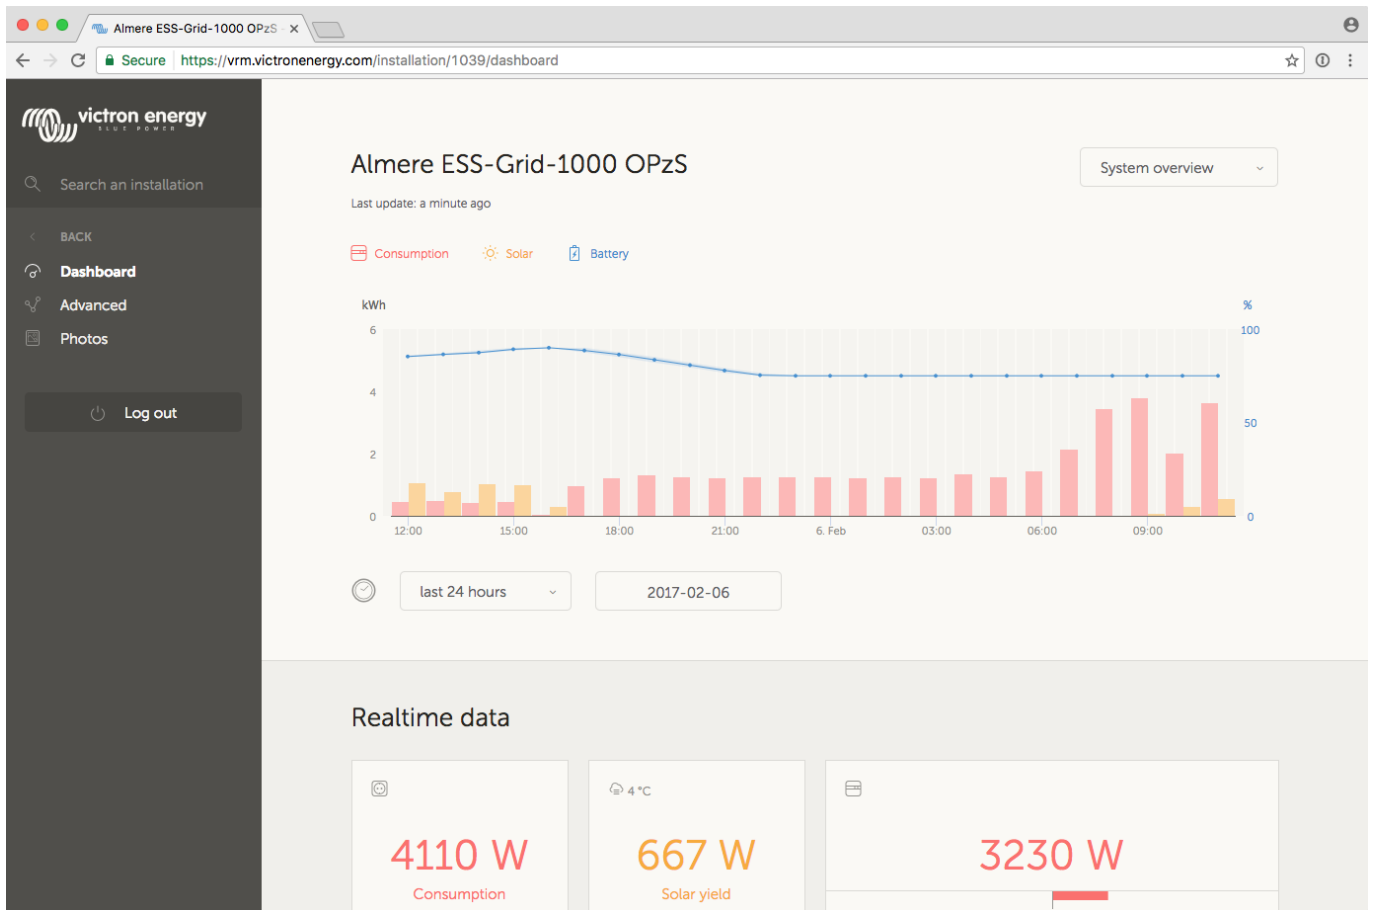 Almere ESS-Grid-1000 OPzS -
Secure https://vrm.victronenergy.com/installation/1039/dashboard
victron energy
BLUE POWER
Search an installation
BACK
Dashboard
Advanced
Photos
Log out
Almere ESS-Grid-1000 OPzS
System overview
Last update: a minute ago
Consumption Solar Battery
kWh %
6 100
4
50
2
0 0
12:00 15:00 18:00 21:00 6. Feb 03:00 06:00 09:00
last 24 hours 2017-02-06
Realtime data
4 °C
4110 W 667 W 3230 W
Consumption Solar yield